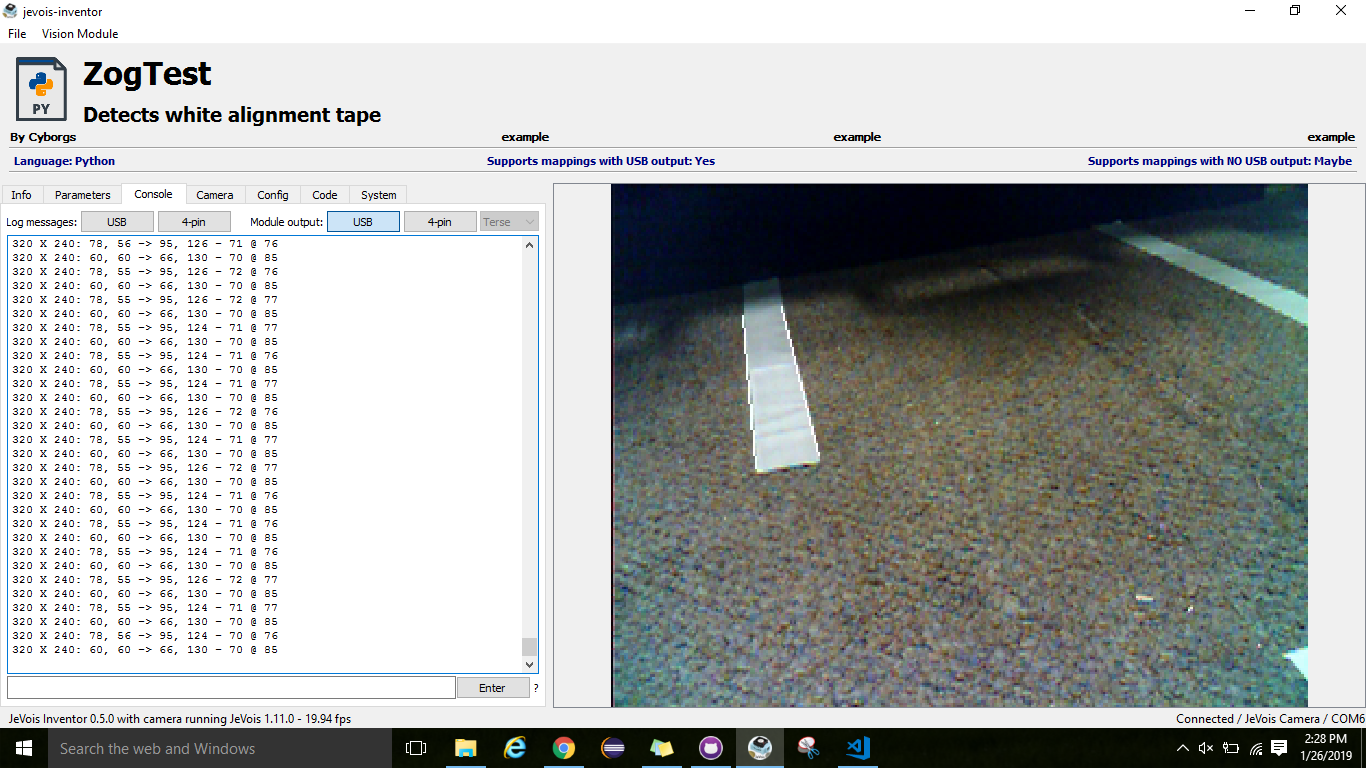 jevois-inventor
File Vision Module
PY
ZogTest
Detects white alignment tape
By Cyborgs example example example
Language: Python Supports mappings with USB output: Yes Supports mappings with NO USB output: Maybe
Info Parameters Console Camera Config Code System
Log messages: USB 4-pin Module output: USB 4-pin Terse
320 X 240: 78, 56 -> 95, 126 - 71 @ 76
320 X 240: 60, 60 -> 66, 130 - 70 @ 85
320 X 240: 78, 55 -> 95, 126 - 72 @ 76
320 X 240: 60, 60 -> 66, 130 - 70 @ 85
320 X 240: 78, 55 -> 95, 126 - 72 @ 77
320 X 240: 60, 60 -> 66, 130 - 70 @ 85
320 X 240: 78, 55 -> 95, 124 - 71 @ 77
320 X 240: 60, 60 -> 66, 130 - 70 @ 85
320 X 240: 78, 55 -> 95, 124 - 71 @ 76
320 X 240: 60, 60 -> 66, 130 - 70 @ 85
320 X 240: 78, 55 -> 95, 124 - 71 @ 77
320 X 240: 60, 60 -> 66, 130 - 70 @ 85
320 X 240: 78, 55 -> 95, 126 - 72 @ 76
320 X 240: 60, 60 -> 66, 130 - 70 @ 85
320 X 240: 78, 55 -> 95, 124 - 71 @ 77
320 X 240: 60, 60 -> 66, 130 - 70 @ 85
320 X 240: 78, 55 -> 95, 126 - 72 @ 77
320 X 240: 60, 60 -> 66, 130 - 70 @ 85
320 X 240: 78, 55 -> 95, 124 - 71 @ 76
320 X 240: 60, 60 -> 66, 130 - 70 @ 85
320 X 240: 78, 55 -> 95, 124 - 71 @ 76
320 X 240: 60, 60 -> 66, 130 - 70 @ 85
320 X 240: 78, 55 -> 95, 124 - 71 @ 76
320 X 240: 60, 60 -> 66, 130 - 70 @ 85
320 X 240: 78, 55 -> 95, 126 - 72 @ 77
320 X 240: 60, 60 -> 66, 130 - 70 @ 85
320 X 240: 78, 55 -> 95, 124 - 71 @ 77
320 X 240: 60, 60 -> 66, 130 - 70 @ 85
320 X 240: 78, 56 -> 95, 124 - 70 @ 76
320 X 240: 60, 60 -> 66, 130 - 70 @ 85
Enter ?
JeVois Inventor 0.5.0 with camera running JeVois 1.11.0 - 19.94 fps Connected / JeVois Camera / COM6
Search the web and Windows
2:28 PM
1/26/2019